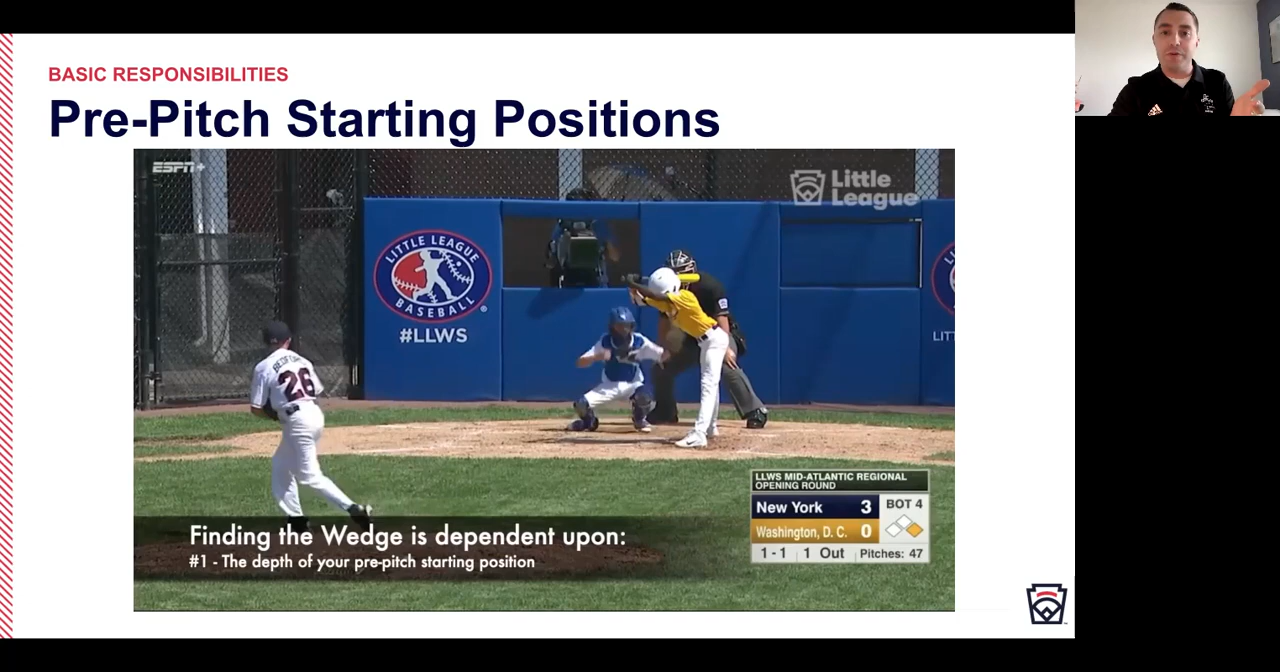 BASIC RESPONSIBILITIES
Pre-Pitch Starting Positions
ESPN+
Little
League
LITTLE LEAGUE
BASEBALL
#LLWS
26
LLWS MID-ATLANTIC REGIONAL
OPENING ROUND
New York 3 BOT 4
Washington, D. C. 0
1 - 1 1 Out Pitches: 47
Finding the Wedge is dependent upon:
#1 - The depth of your pre-pitch starting position